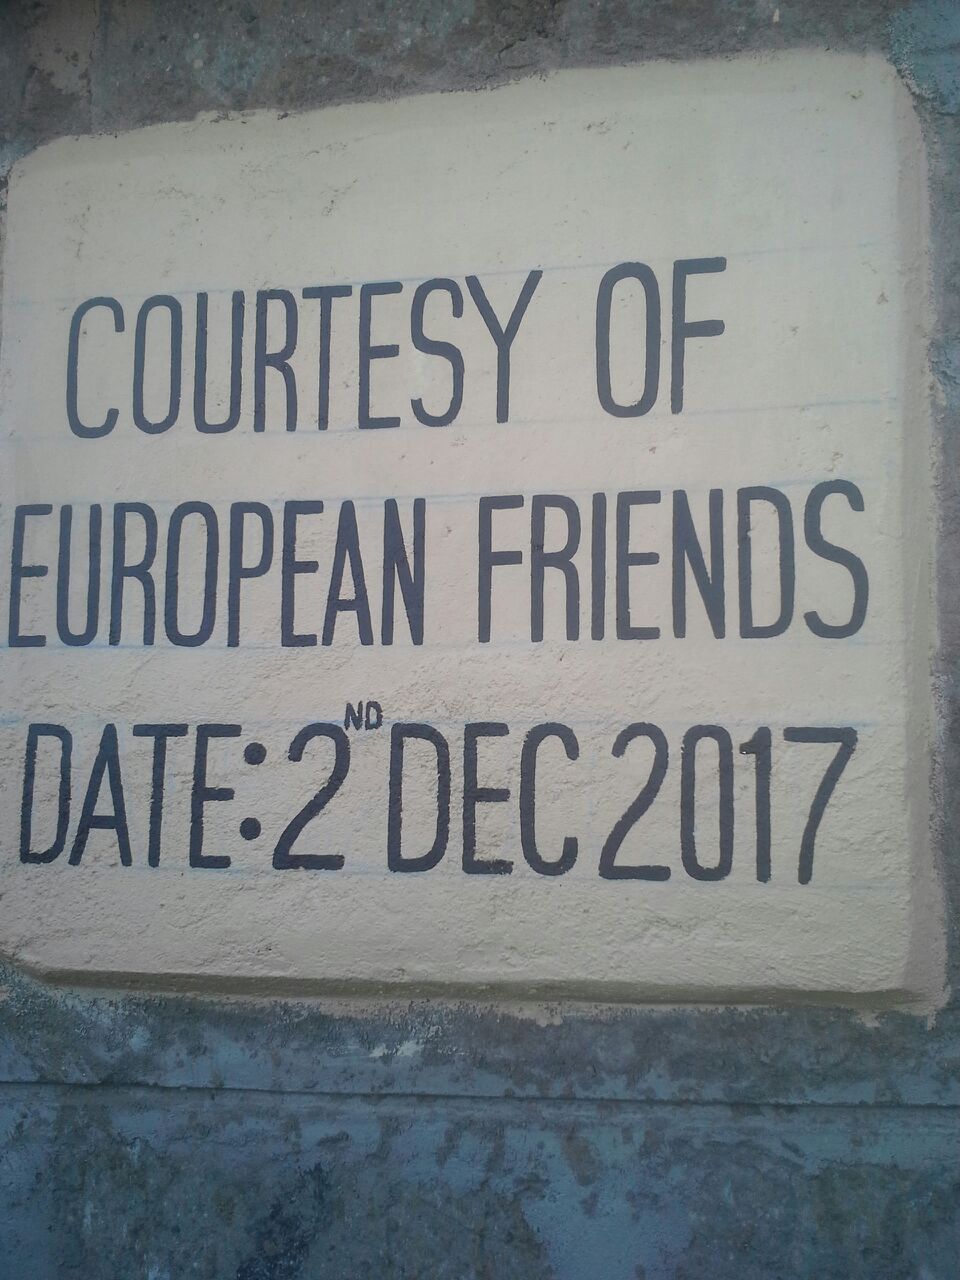 COURTESY OF
EUROPEAN FRIENDS
DATE: 2ND DEC 2017